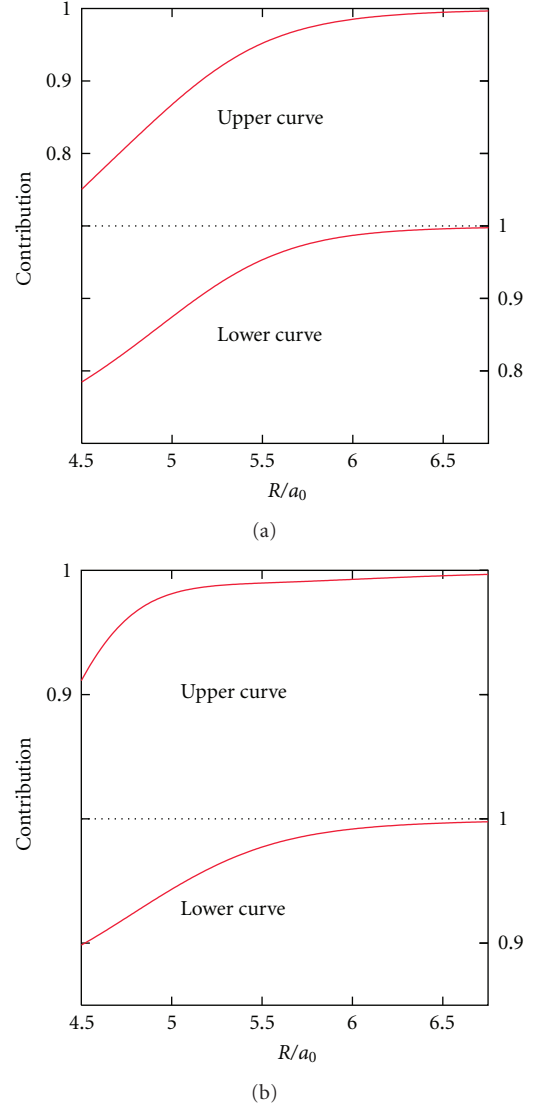 1
0.9
Upper curve
0.8
Contribution
1
0.9
Lower curve
0.8
4.5 5 5.5 6 6.5
R/a0
(a)
1
Upper curve
0.9
Contribution
1
Lower curve
0.9
4.5 5 5.5 6 6.5
R/a0
(b)